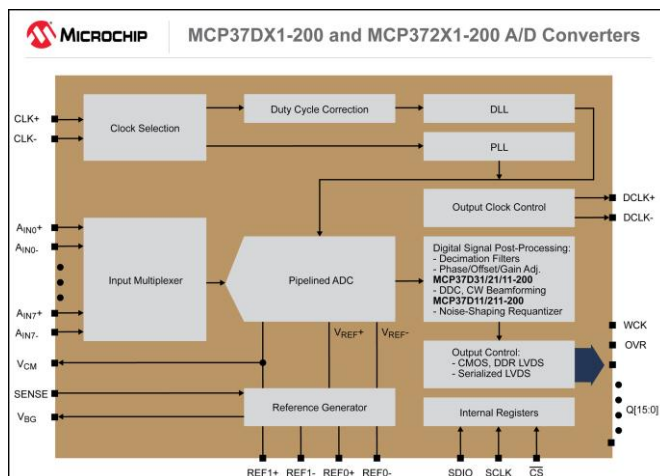 MICROCHIP
MCP37DX1-200 and MCP372X1-200 A/D Converters
CLK+
CLK-
Clock Selection
Duty Cycle Correction
DLL
PLL
Output Clock Control
DCLK+
DCLK-
AIN0+
AIN0-
AIN7+
AIN7-
Input Multiplexer
Pipelined ADC
Digital Signal Post-Processing:
- Decimation Filters
- Phase/Offset/Gain Adj.
MCP37D31/21/11-200
- DDC, CW Beamforming
MCP37D11/211-200
- Noise-Shaping Requantizer
VREF+
VREF-
WCK
OVR
VCM
Output Control:
- CMOS, DDR LVDS
- Serialized LVDS
SENSE
VBG
Reference Generator
Internal Registers
Q[15:0]
REF1+
REF1-
REF0+
REF0-
SDIO
SCLK
CS